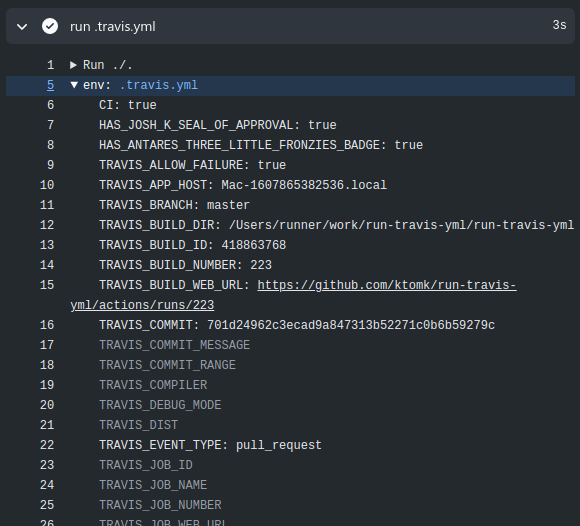 run .travis.yml 3s
1 Run ./.
5 env: .travis.yml
6 CI: true
7 HAS_JOSH_K_SEAL_OF_APPROVAL: true
8 HAS_ANTARES_THREE_LITTLE_FRONZIES_BADGE: true
9 TRAVIS_ALLOW_FAILURE: true
10 TRAVIS_APP_HOST: Mac-1607865382536.local
11 TRAVIS_BRANCH: master
12 TRAVIS_BUILD_DIR: /Users/runner/work/run-travis-yml/run-travis-yml
13 TRAVIS_BUILD_ID: 418863768
14 TRAVIS_BUILD_NUMBER: 223
15 TRAVIS_BUILD_WEB_URL: https://github.com/ktomk/run-travis-
yml/actions/runs/223
16 TRAVIS_COMMIT: 701d24962c3ecad9a847313b52271c0b6b59279c
17 TRAVIS_COMMIT_MESSAGE
18 TRAVIS_COMMIT_RANGE
19 TRAVIS_COMPILER
20 TRAVIS_DEBUG_MODE
21 TRAVIS_DIST
22 TRAVIS_EVENT_TYPE: pull_request
23 TRAVIS_JOB_ID
24 TRAVIS_JOB_NAME
25 TRAVIS_JOB_NUMBER
26 TRAVIS_JOB_WEB_URL